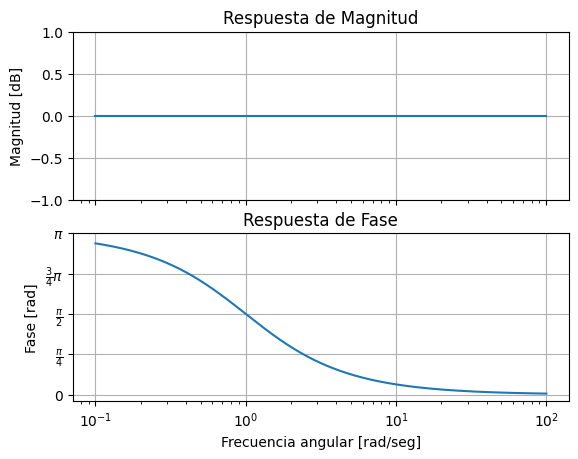 Respuesta de Magnitud
1.0
0.5
0.0
−0.5
−1.0
Magnitud [dB]
Respuesta de Fase
π
3/4 π
π/2
π/4
0
Fase [rad]
10⁻¹ 10⁰ 10¹ 10²
Frecuencia angular [rad/seg]